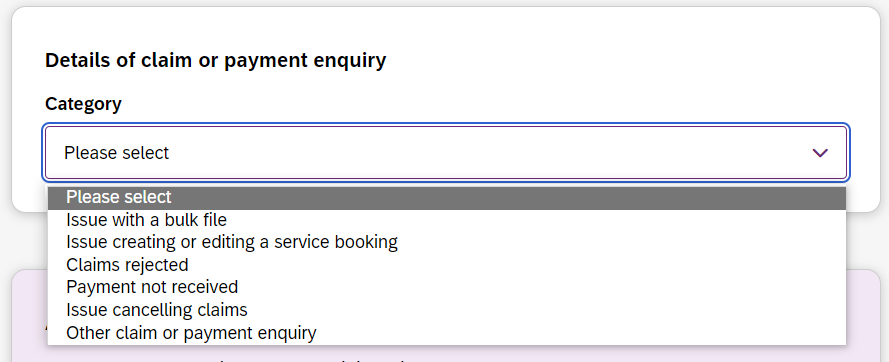 Details of claim or payment enquiry
Category
Please select
Please select
Issue with a bulk file
Issue creating or editing a service booking
Claims rejected
Payment not received
Issue cancelling claims
Other claim or payment enquiry